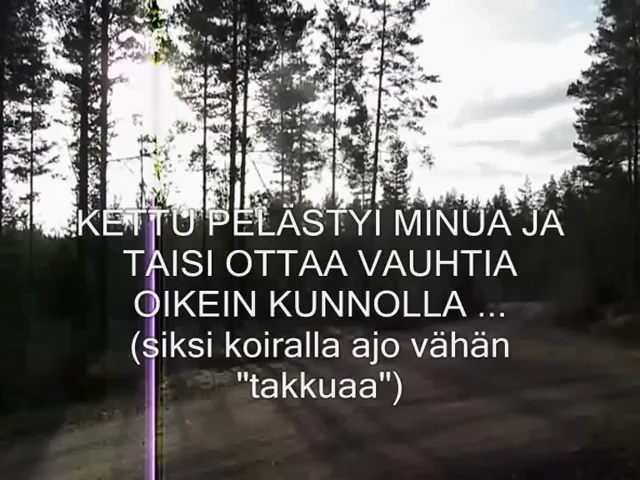 KETTU PELÄSTYI MINUA JA
TAISI OTTAA VAUHTIA
OIKEIN KUNNOLLA ...
(siksi koiralla ajo vähän
"takkuaa")